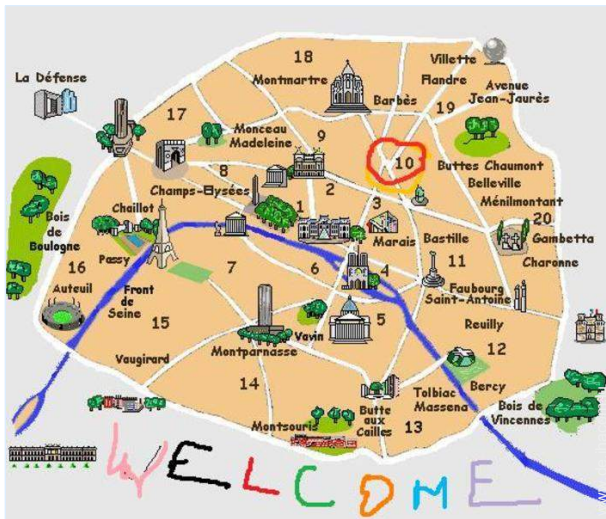 18
Montmartre
Villette
Flandre
La Défense
Barbès
19
Avenue
Jean-Jaurès
17
Monceau
Madeleine
9
10
Buttes Chaumont
8
Champs-Elysées
2
Belleville
Ménilmontant
Bois
de
Boulogne
Chaillot
1
3
Marais
Bastille
20
Gambetta
Charonne
16
Passy
7
6
4
11
Auteuil
Front
de
Seine
Faubourg
Saint-Antoine
15
Vavin
5
Reuilly
Vaugirard
Montparnasse
12
14
Tolbiac
Massena
Bercy
Montsouris
Butte
aux
Cailles
13
Bois de
Vincennes
WELCOME